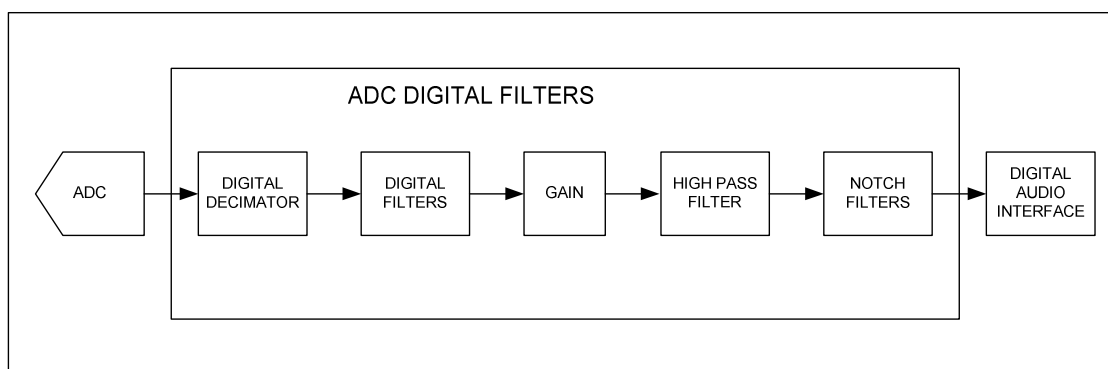 ADC DIGITAL FILTERS
ADC
DIGITAL
DECIMATOR
DIGITAL
FILTERS
GAIN
HIGH PASS
FILTER
NOTCH
FILTERS
DIGITAL
AUDIO
INTERFACE